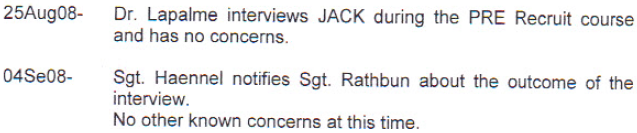 25Aug08- Dr. Lapalme interviews JACK during the PRE Recruit course
and has no concerns.
04Se08- Sgt. Haennel notifies Sgt. Rathbun about the outcome of the
interview.
No other known concerns at this time.